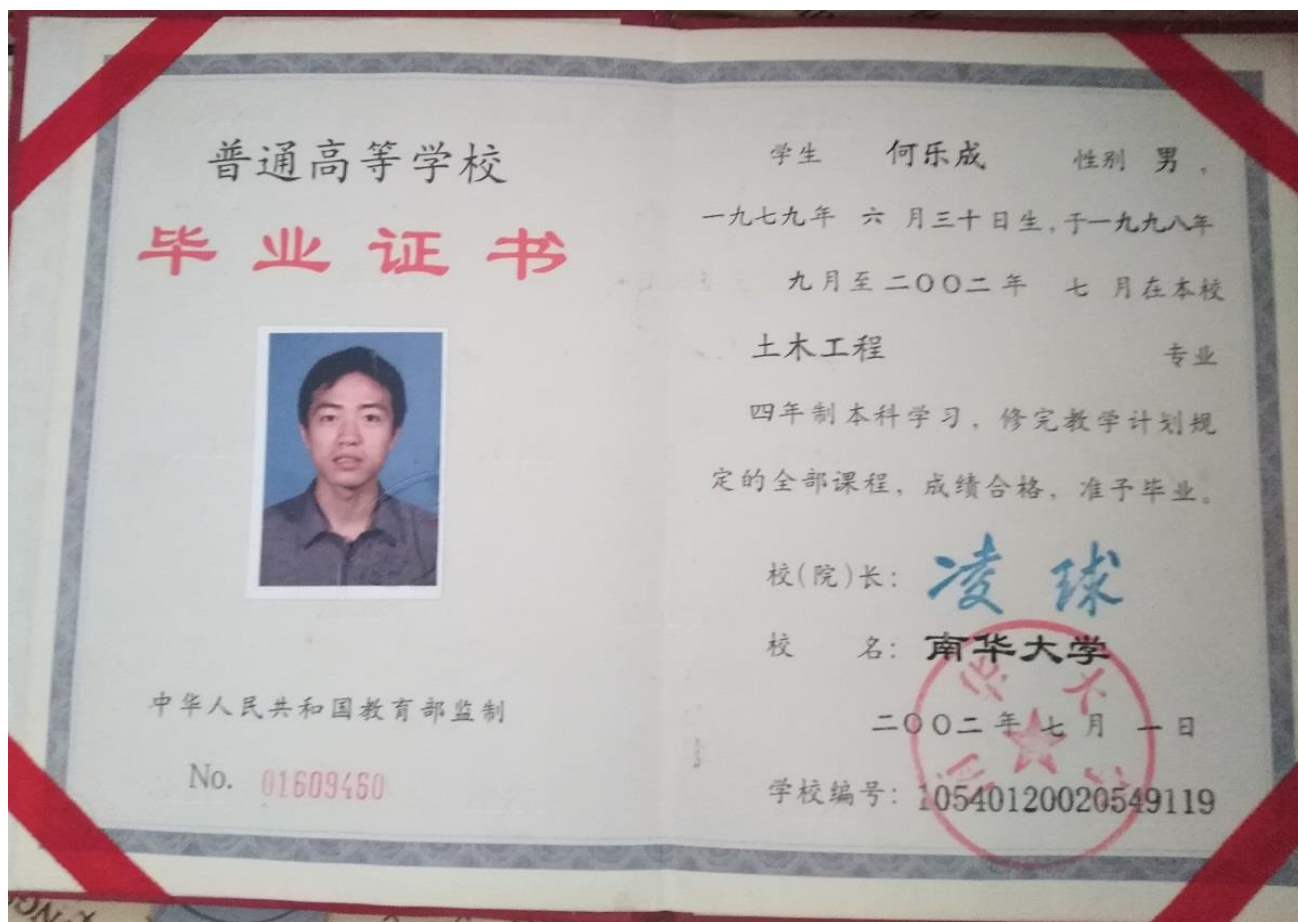 普通高等学校
毕业证书
中华人民共和国教育部监制
No. 01609460
学生 何乐成 性别 男，
一九七九年 六 月三十日生，于一九九八年
九月至二〇〇二年 七 月在本校
土木工程 专业
四年制本科学习，修完教学计划规
定的全部课程，成绩合格，准予毕业。
校(院)长： 凌球
校 名： 南华大学
二〇〇二年 七 月 一日
学校编号：10540120020549119